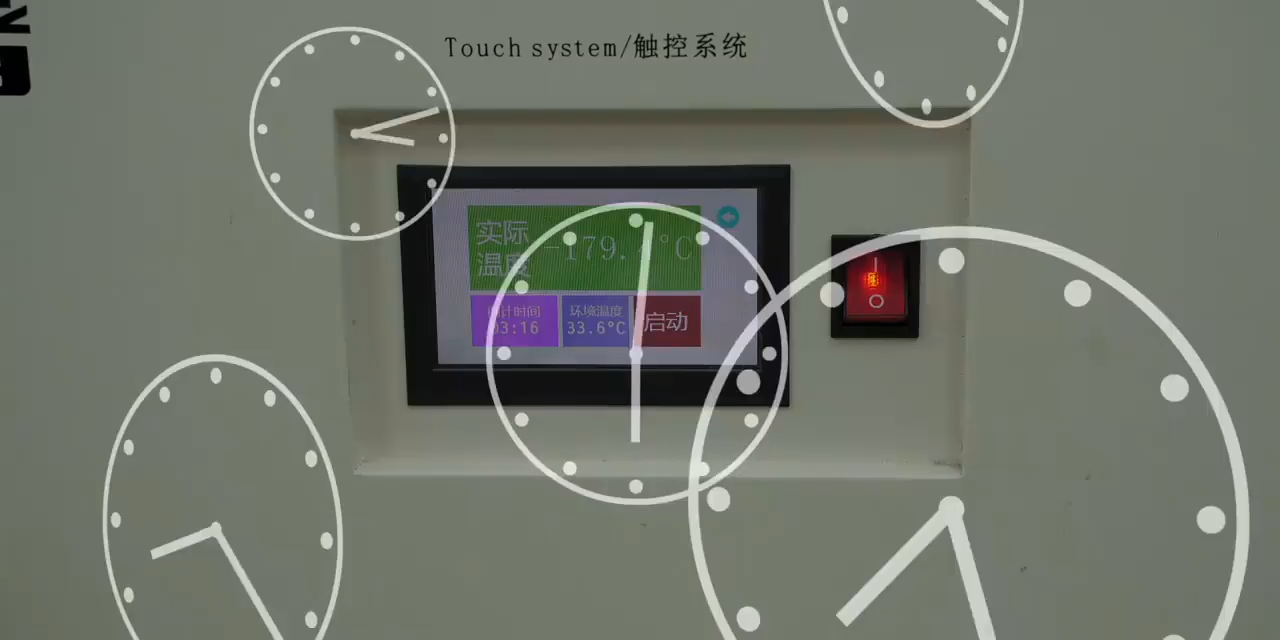 Touch system/触控系统
实际
温度
-179. °C
计时间
环境温度
03:16
33.6°C
启动